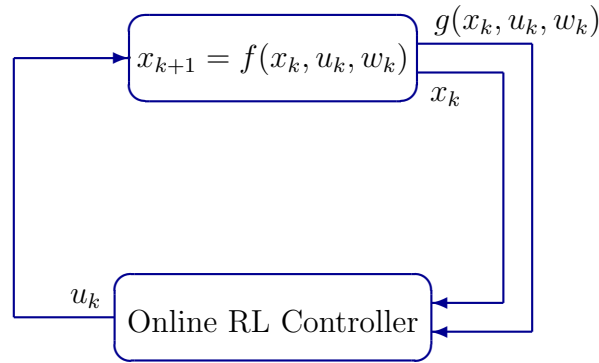 g(x_k, u_k, w_k)
x_{k+1} = f(x_k, u_k, w_k)
x_k
u_k
Online RL Controller